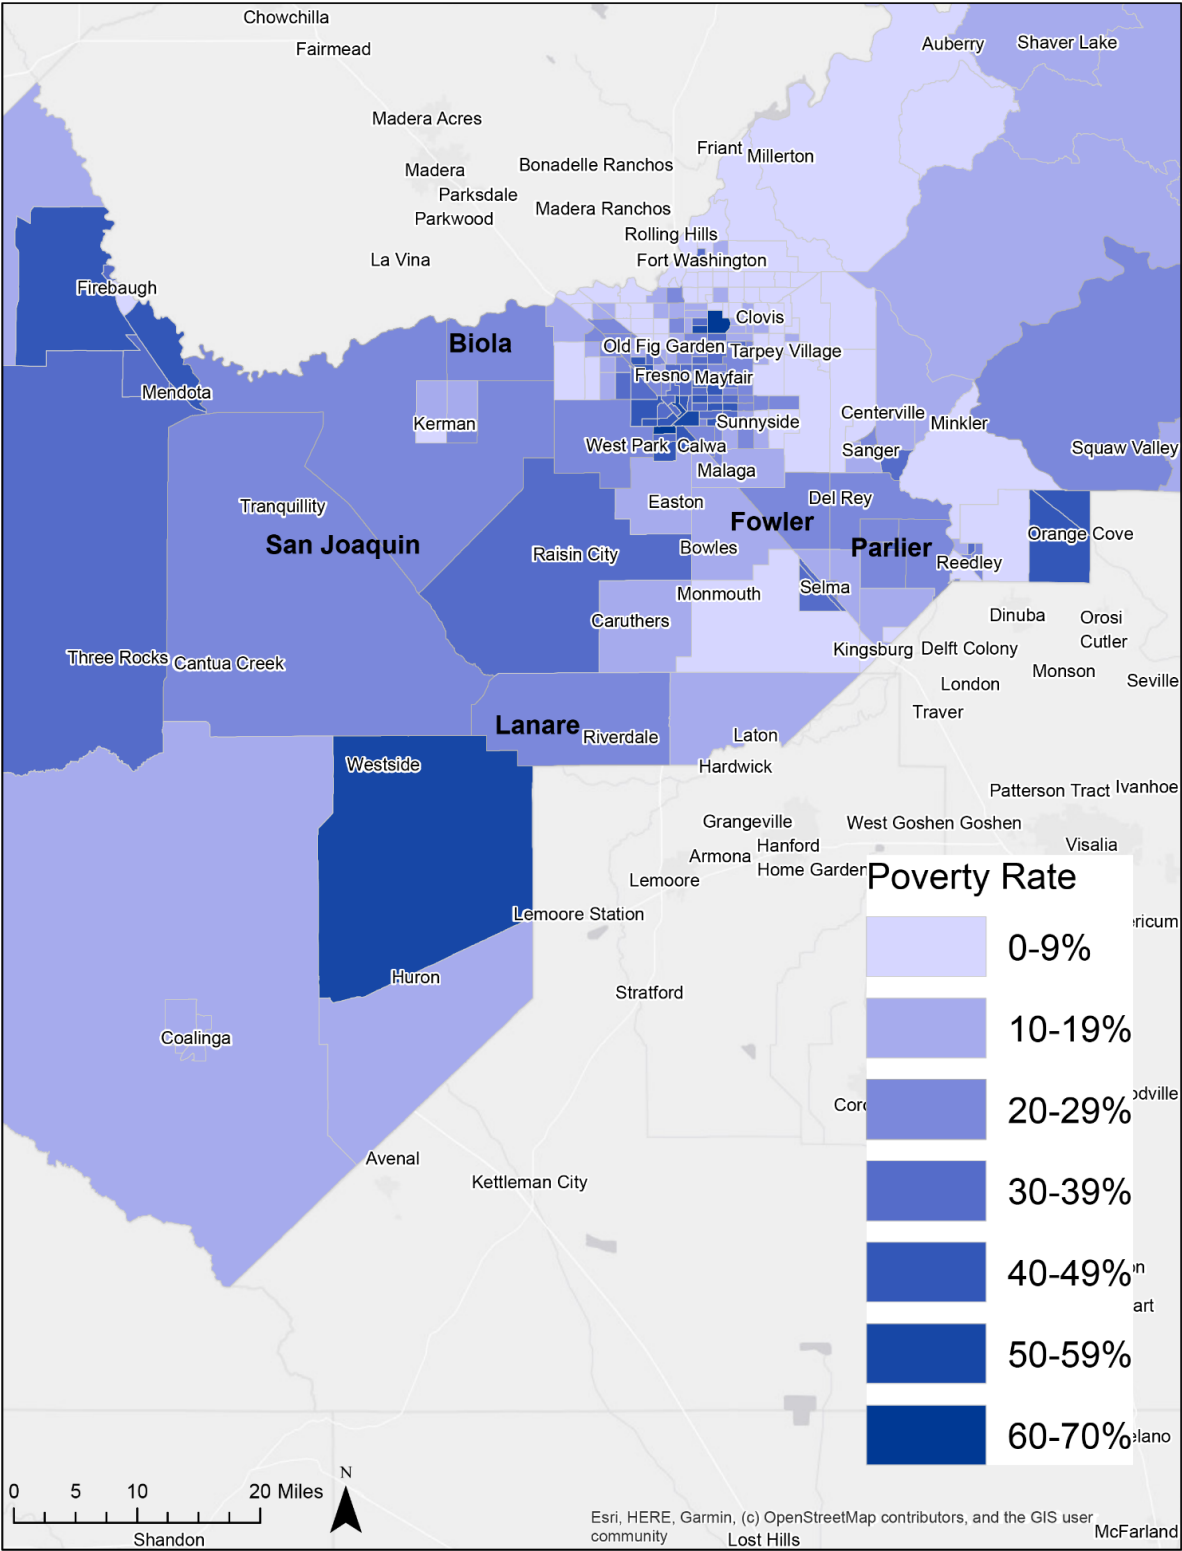 Chowchilla
Fairmead
Auberry
Shaver Lake
Madera Acres
Friant
Millerton
Bonadelle Ranchos
Madera
Parksdale
Madera Ranchos
Parkwood
Rolling Hills
La Vina
Fort Washington
Firebaugh
Clovis
Biola
Old Fig Garden
Tarpey Village
Fresno
Mayfair
Mendota
Kerman
Centerville
Minkler
Sunnyside
West Park
Calwa
Sanger
Squaw Valley
Malaga
Tranquillity
Easton
Del Rey
Fowler
Orange Cove
San Joaquin
Raisin City
Bowles
Parlier
Reedley
Selma
Monmouth
Caruthers
Dinuba
Orosi
Cutler
Three Rocks
Cantua Creek
Kingsburg
Delft Colony
Monson
London
Seville
Traver
Lanare
Riverdale
Laton
Westside
Hardwick
Patterson Tract
Ivanhoe
Grangeville
West Goshen
Goshen
Hanford
Visalia
Armona
Home Garden
Lemoore
Poverty Rate
Lemoore Station
ericum
0-9%
Huron
Stratford
10-19%
Coalinga
odville
Corc
20-29%
Avenal
Kettleman City
30-39%
40-49%
on
art
50-59%
60-70%
elano
N
0 5 10 20 Miles
Esri, HERE, Garmin, (c) OpenStreetMap contributors, and the GIS user
community
Shandon
Lost Hills
McFarland